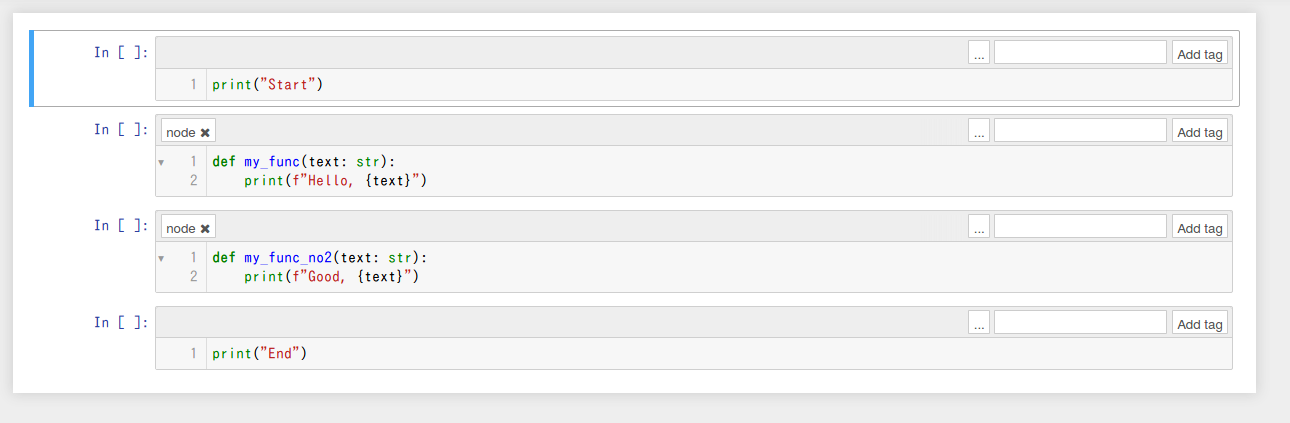 In [ ]:
... Add tag
1 print("Start")
In [ ]:
node ✖ ... Add tag
1 def my_func(text: str):
2 print(f"Hello, {text}")
In [ ]:
node ✖ ... Add tag
1 def my_func_no2(text: str):
2 print(f"Good, {text}")
In [ ]:
... Add tag
1 print("End")